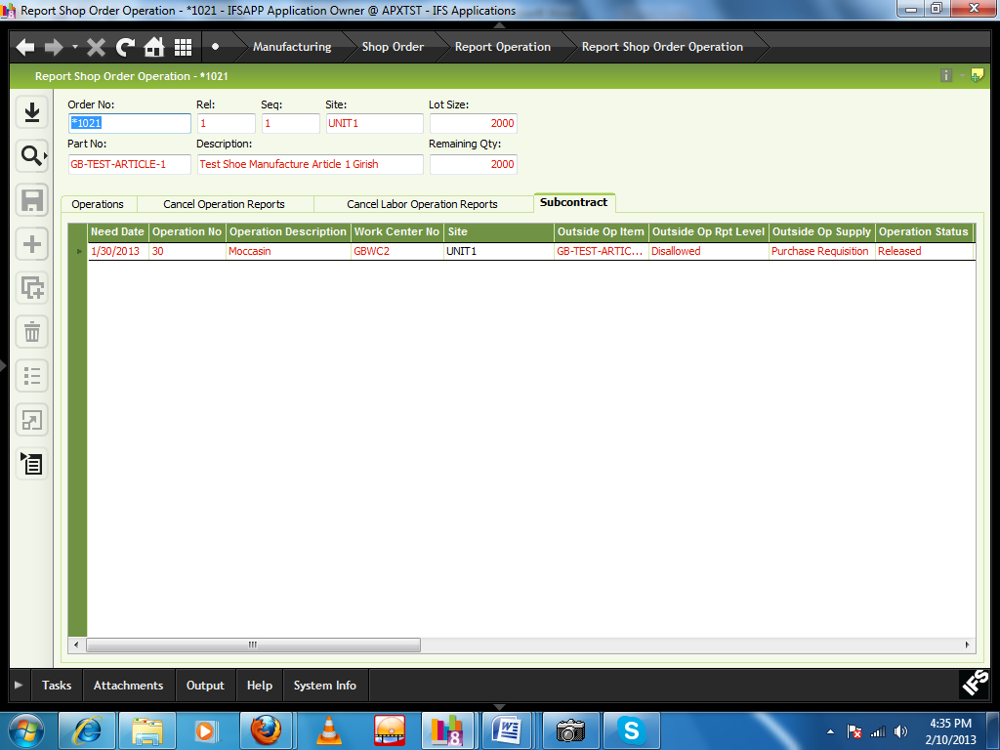 Report Shop Order Operation - *1021 - IFSAPP Application Owner @ APXTST - IFS Applications
Manufacturing Shop Order Report Operation Report Shop Order Operation
Report Shop Order Operation - *1021
Order No: Rel: Seq: Site: Lot Size:
*1021 1 1 UNIT1 2000
Part No: Description: Remaining Qty:
GB-TEST-ARTICLE-1 Test Shoe Manufacture Article 1 Girish 2000
Operations Cancel Operation Reports Cancel Labor Operation Reports Subcontract
Need Date Operation No Operation Description Work Center No Site Outside Op Item Outside Op Rpt Level Outside Op Supply Operation Status
1/30/2013 30 Moccasin GBWC2 UNIT1 GB-TEST-ARTIC... Disallowed Purchase Requisition Released
Tasks Attachments Output Help System Info
IFS
8
W
S
4:35 PM
2/10/2013